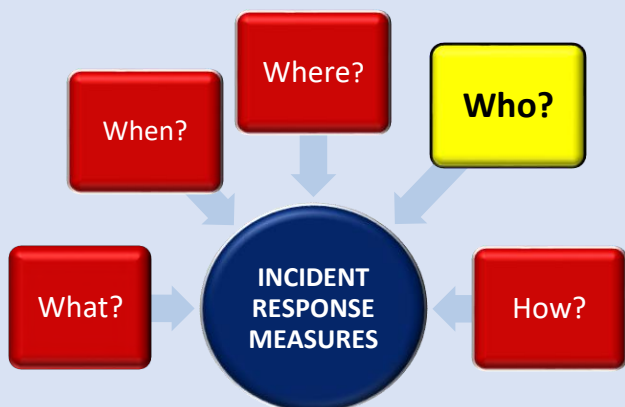 Where?
Who?
When?
What?
INCIDENT
RESPONSE
MEASURES
How?